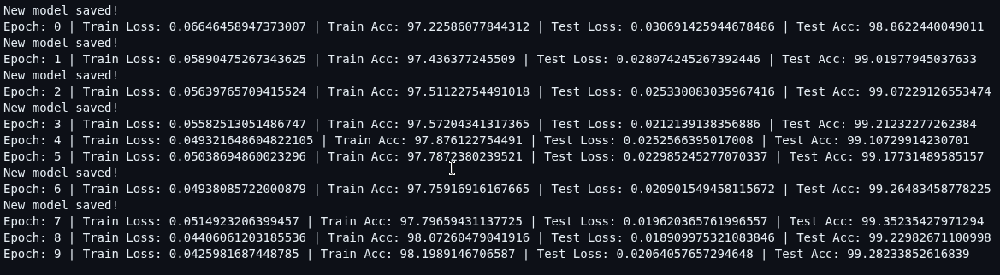 New model saved!
Epoch: 0 | Train Loss: 0.06646458947373007 | Train Acc: 97.22586077844312 | Test Loss: 0.030691425944678486 | Test Acc: 98.8622440049011
New model saved!
Epoch: 1 | Train Loss: 0.05890475267343625 | Train Acc: 97.436377245509 | Test Loss: 0.028074245267392446 | Test Acc: 99.01977945037633
New model saved!
Epoch: 2 | Train Loss: 0.05639765709415524 | Train Acc: 97.51122754491018 | Test Loss: 0.025330083035967416 | Test Acc: 99.07229126553474
New model saved!
Epoch: 3 | Train Loss: 0.05582513051486747 | Train Acc: 97.57204341317365 | Test Loss: 0.0212139138356886 | Test Acc: 99.21232277262384
Epoch: 4 | Train Loss: 0.049321648604822105 | Train Acc: 97.876122754491 | Test Loss: 0.0252566395017008 | Test Acc: 99.10729914230701
Epoch: 5 | Train Loss: 0.05038694860023296 | Train Acc: 97.7872380239521 | Test Loss: 0.022985245277070337 | Test Acc: 99.17731489585157
New model saved!
Epoch: 6 | Train Loss: 0.04938085722000879 | Train Acc: 97.75916916167665 | Test Loss: 0.020901549458115672 | Test Acc: 99.26483458778225
New model saved!
Epoch: 7 | Train Loss: 0.0514923206399457 | Train Acc: 97.79659431137725 | Test Loss: 0.019620365761996557 | Test Acc: 99.35235427971294
Epoch: 8 | Train Loss: 0.04406061203185536 | Train Acc: 98.07260479041916 | Test Loss: 0.018909975321083846 | Test Acc: 99.22982671100998
Epoch: 9 | Train Loss: 0.0425981687448785 | Train Acc: 98.1989146706587 | Test Loss: 0.02064057657294648 | Test Acc: 99.28233852616839